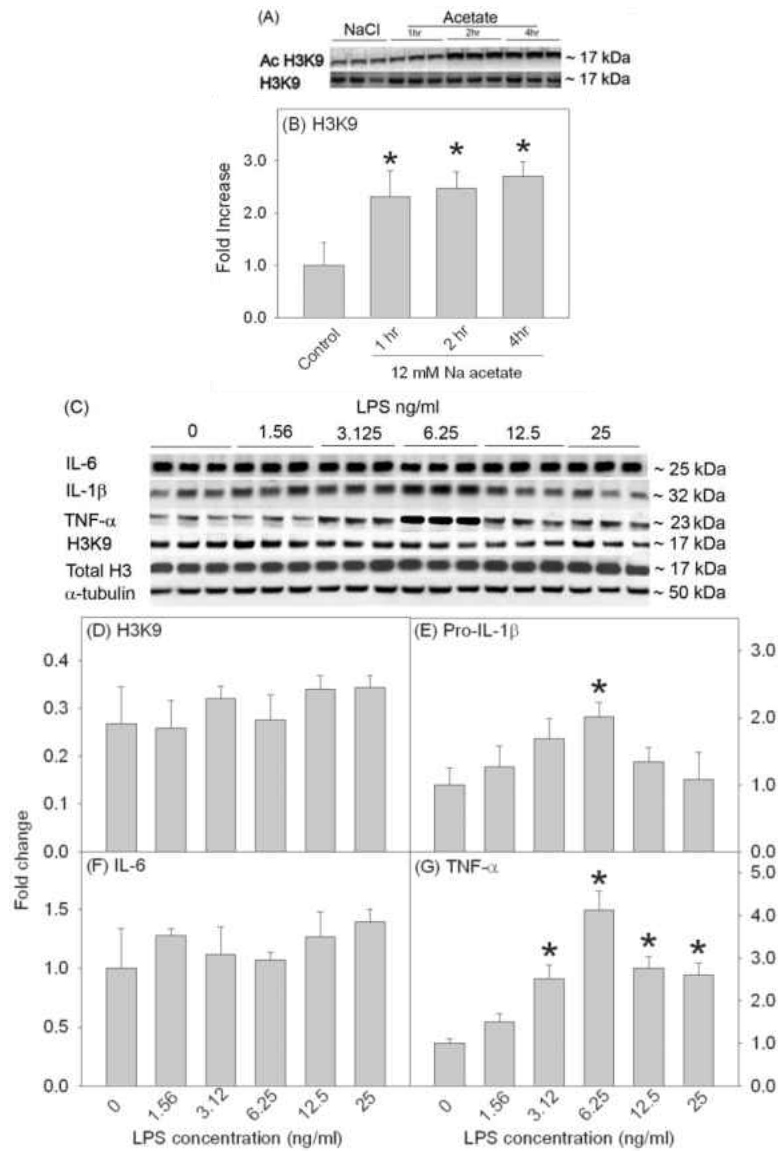 (A)
Acetate
NaCl
1hr 2hr 4hr
Ac H3K9 ~ 17 kDa
H3K9 ~ 17 kDa
(B) H3K9
* * *
3.0
2.0
1.0
0.0
Fold Increase
Control 1 hr 2 hr 4hr
12 mM Na acetate
(C) LPS ng/ml
0 1.56 3.125 6.25 12.5 25
IL-6 ~ 25 kDa
IL-1β ~ 32 kDa
TNF-α ~ 23 kDa
H3K9 ~ 17 kDa
Total H3 ~ 17 kDa
α-tubulin ~ 50 kDa
(D) H3K9
0.4
0.3
0.2
0.1
0.0
(E) Pro-IL-1β
*
3.0
2.0
1.0
0.0
Fold change
(F) IL-6
1.5
1.0
0.5
0.0
0 1.56 3.12 6.25 12.5 25
LPS concentration (ng/ml)
(G) TNF-α
* * * *
5.0
4.0
3.0
2.0
1.0
0.0
0 1.56 3.12 6.25 12.5 25
LPS concentration (ng/ml)